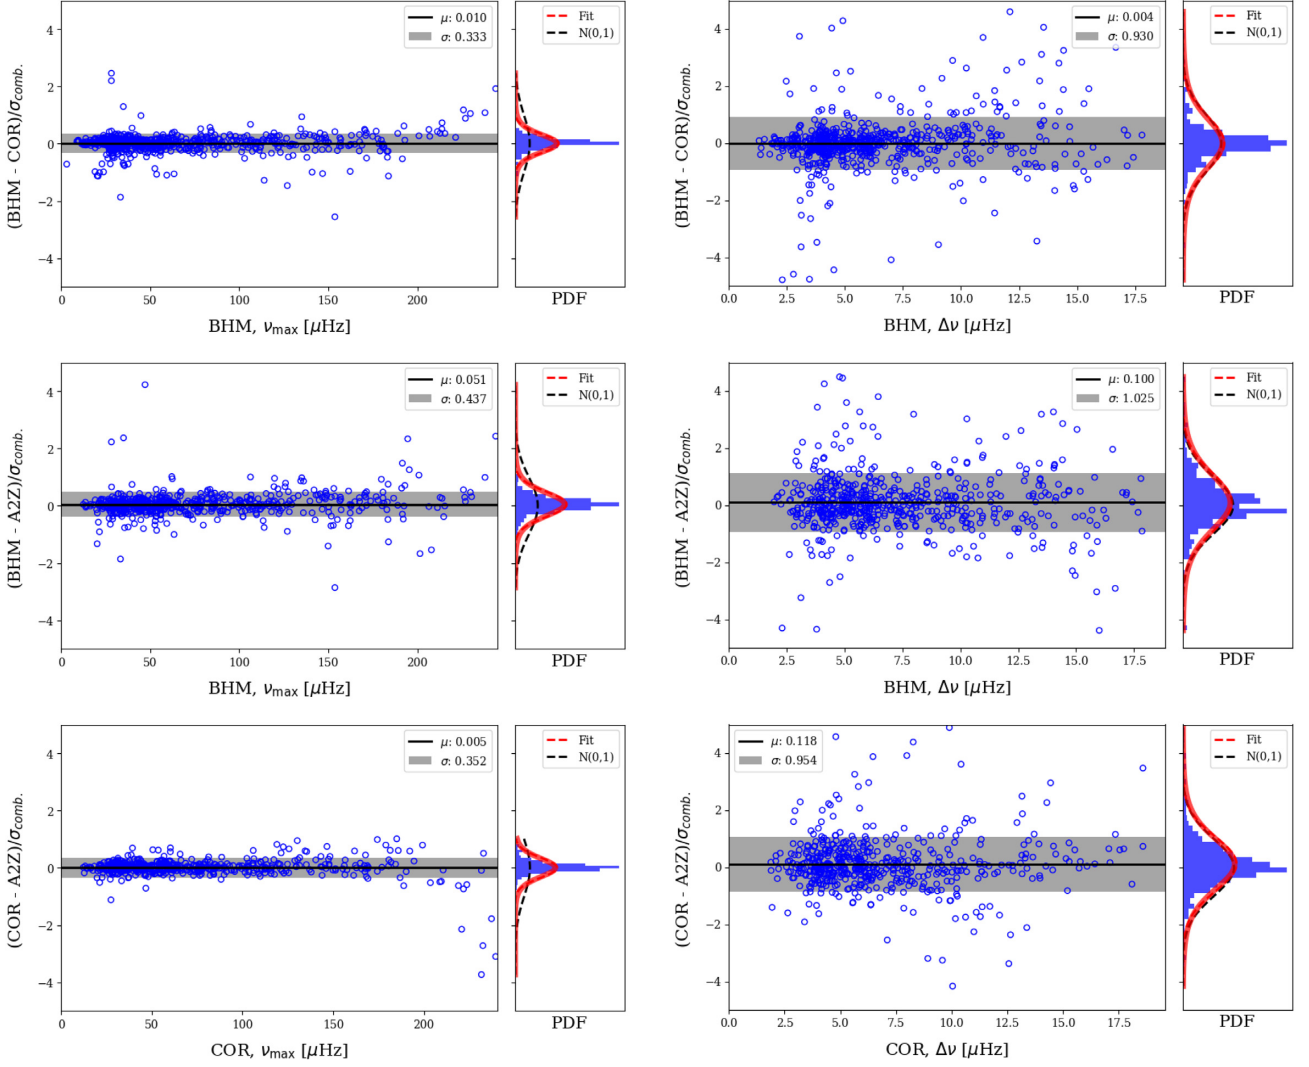 μ: 0.010
σ: 0.333
Fit
N(0,1)
4
2
0
−2
−4
(BHM - COR)/σcomb.
0
50
100
150
200
PDF
BHM, νmax [μHz]
μ: 0.004
σ: 0.930
Fit
N(0,1)
4
2
0
−2
−4
(BHM - COR)/σcomb.
0.0
2.5
5.0
7.5
10.0
12.5
15.0
17.5
PDF
BHM, Δν [μHz]
μ: 0.051
σ: 0.437
Fit
N(0,1)
4
2
0
−2
−4
(BHM - A2Z)/σcomb.
0
50
100
150
200
PDF
BHM, νmax [μHz]
μ: 0.100
σ: 1.025
Fit
N(0,1)
4
2
0
−2
−4
(BHM - A2Z)/σcomb.
0.0
2.5
5.0
7.5
10.0
12.5
15.0
17.5
PDF
BHM, Δν [μHz]
μ: 0.005
σ: 0.352
Fit
N(0,1)
4
2
0
−2
−4
(COR - A2Z)/σcomb.
0
50
100
150
200
PDF
COR, νmax [μHz]
μ: 0.118
σ: 0.954
Fit
N(0,1)
4
2
0
−2
−4
(COR - A2Z)/σcomb.
0.0
2.5
5.0
7.5
10.0
12.5
15.0
17.5
PDF
COR, Δν [μHz]